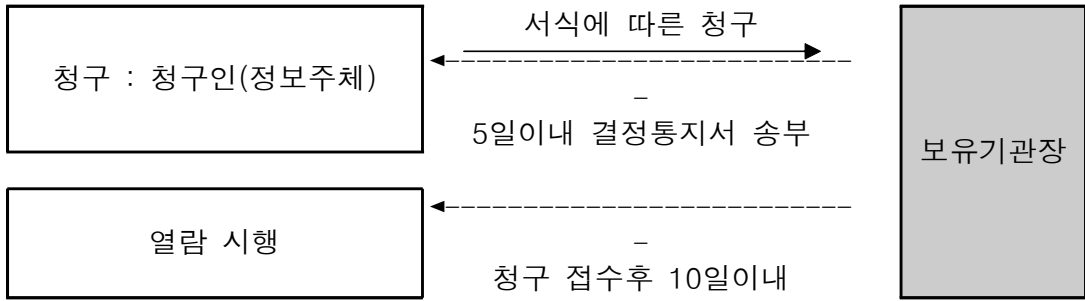 서식에 따른 청구
청구 : 청구인(정보주체)
5일이내 결정통지서 송부
보유기관장
열람 시행
청구 접수후 10일이내